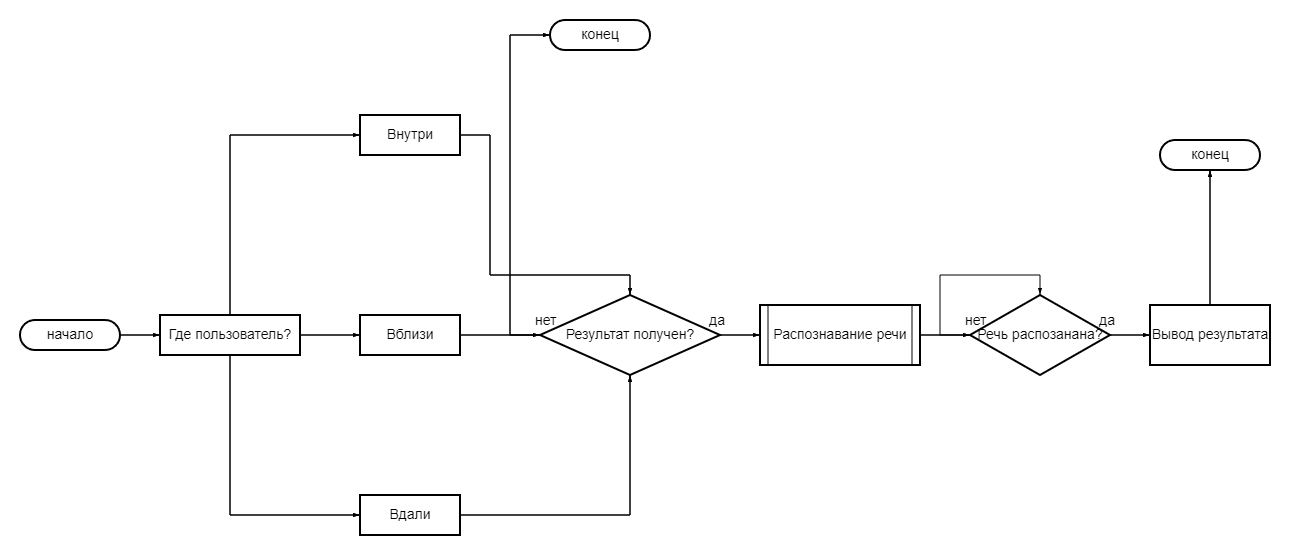 конец
Внутри
конец
начало
Где пользователь?
Вблизи
нет
Результат получен?
да
Распознавание речи
нет
Речь распозанана?
да
Вывод результата
Вдали